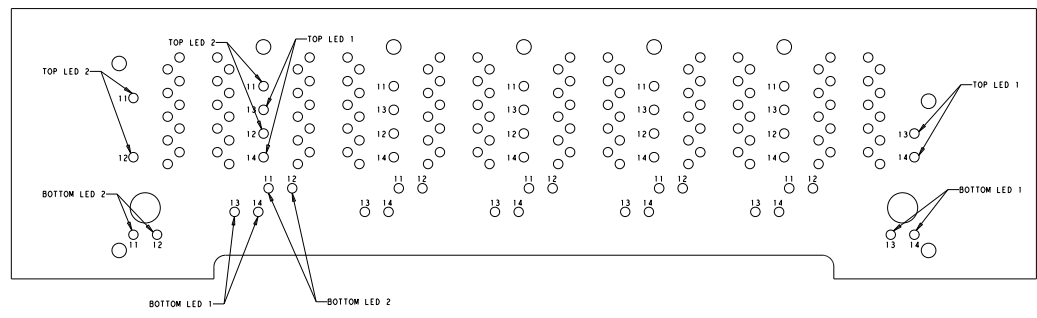 TOP LED 2 TOP LED 1
TOP LED 2 TOP LED 1
11 11 11 11 11
11
13 13 13 13 13
12 12 12 12 12 13
12 14 14 14 14 14 14
11 12 11 12 11 12 11 12 11 12
BOTTOM LED 2 BOTTOM LED 1
13 14 13 14 13 14 13 14 13 14
11 12 13 14
BOTTOM LED 1 BOTTOM LED 2